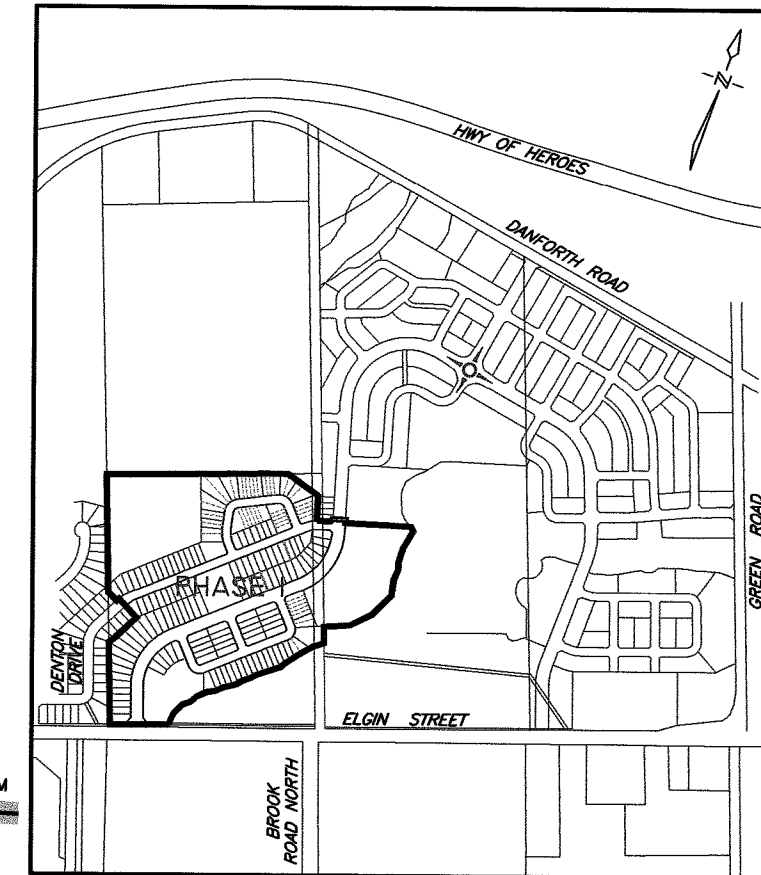 N
HWY OF HEROES
DANFORTH ROAD
GREEN ROAD
PHASE I
DENTON
DRIVE
ELGIN STREET
BROOK
ROAD NORTH
M